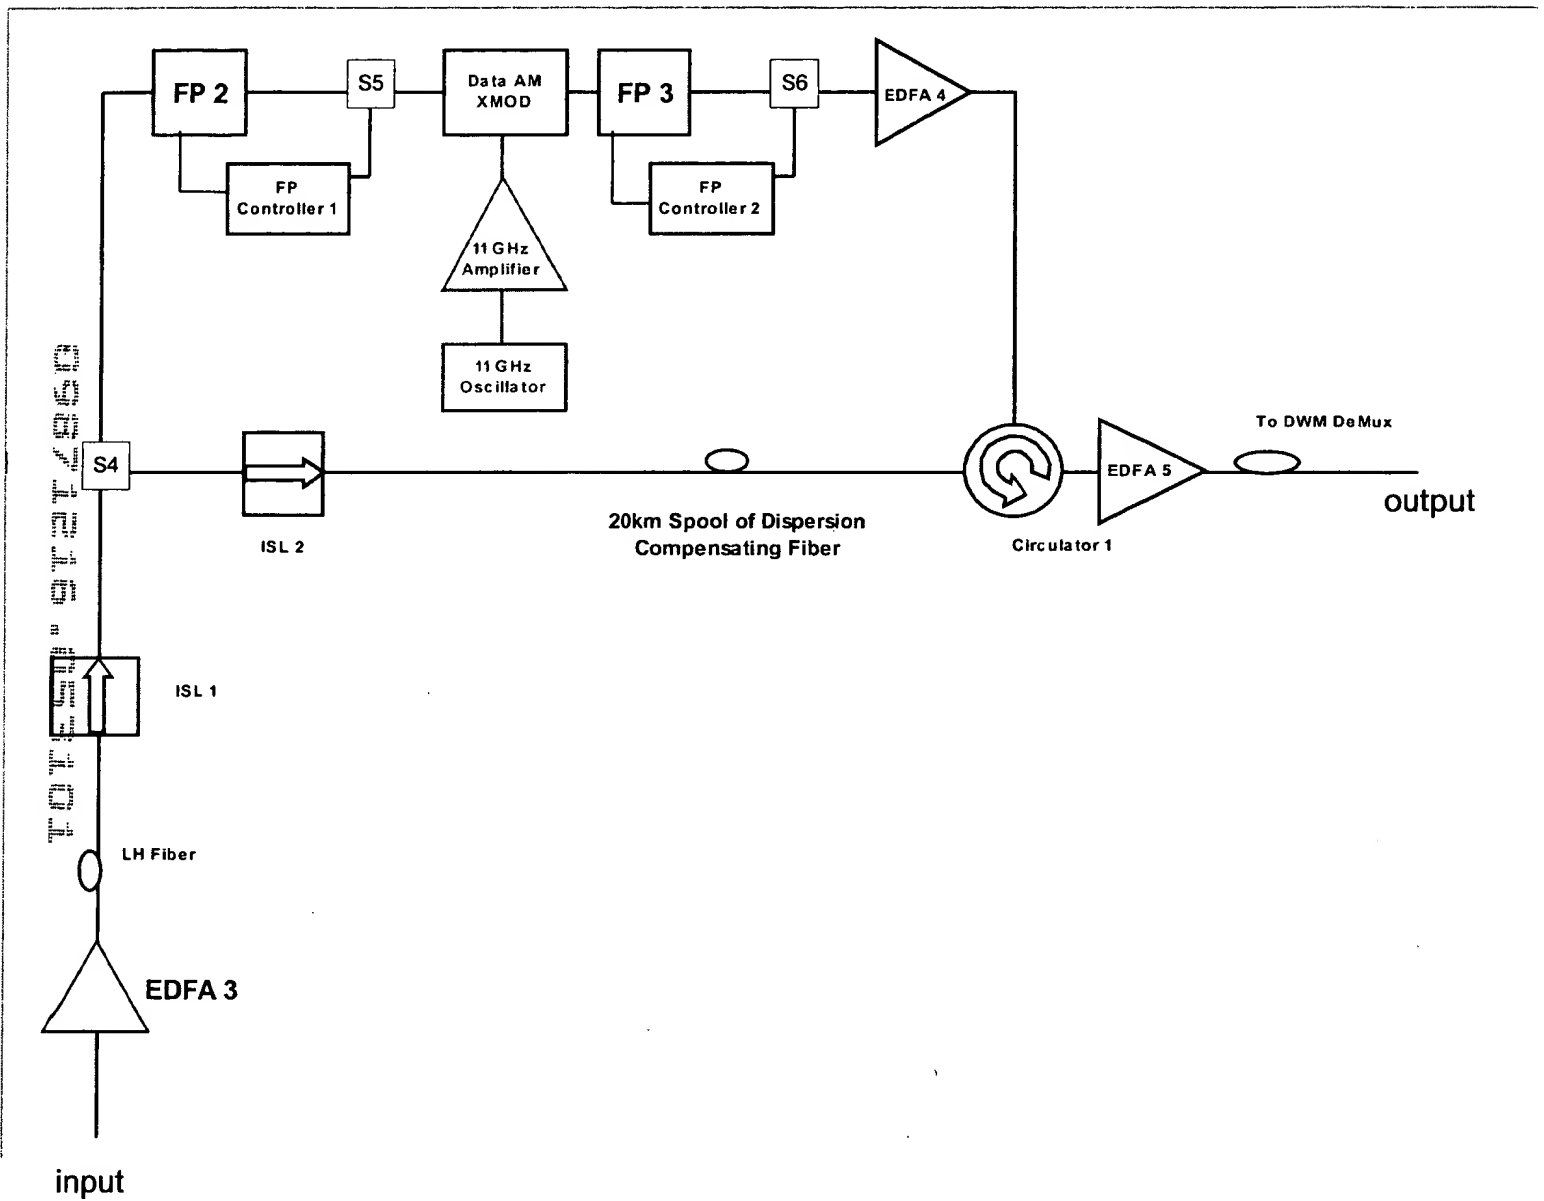 FP 2
S5
Data AM
XMOD
FP 3
S6
EDFA 4
FP
Controller 1
FP
Controller 2
11 GHz
Amplifier
11 GHz
Oscillator
S4
To DWM DeMux
EDFA 5
output
ISL 2
20km Spool of Dispersion
Compensating Fiber
Circulator 1
ISL 1
LH Fiber
EDFA 3
input